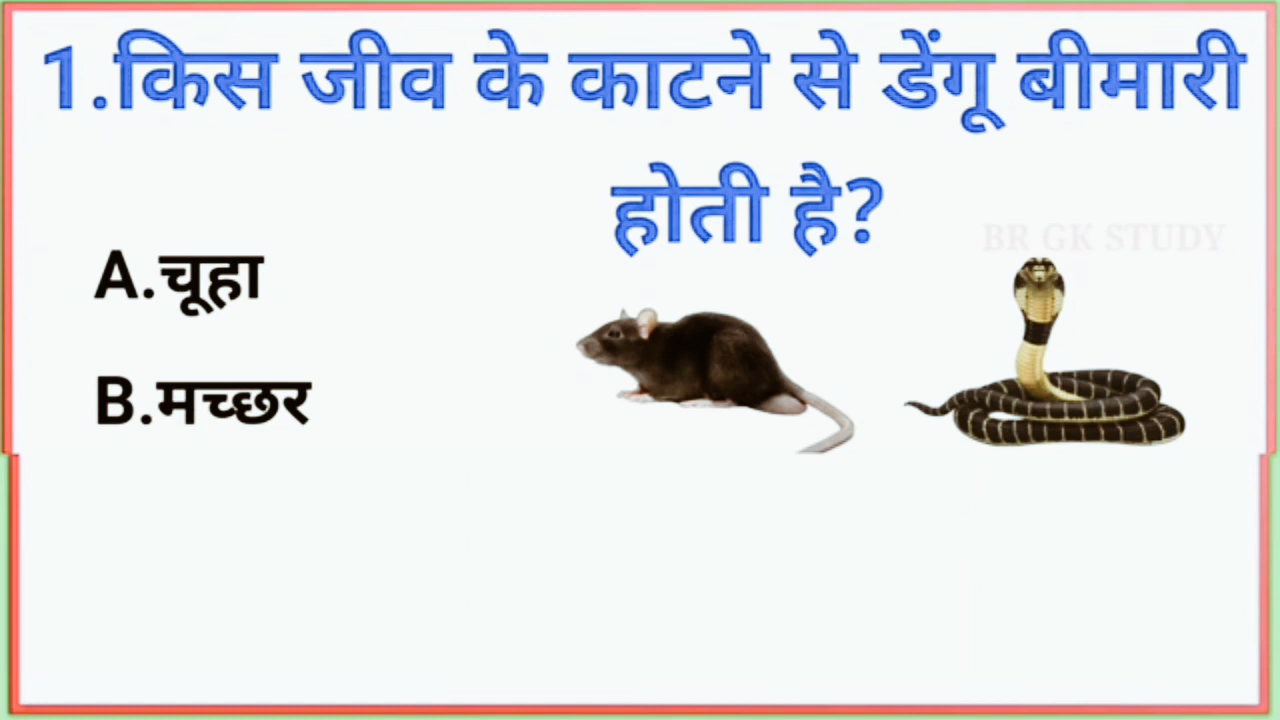 1.किस जीव के काटने से डेंगू बीमारी
होती है?
BR GK STUDY
A.चूहा
B.मच्छर